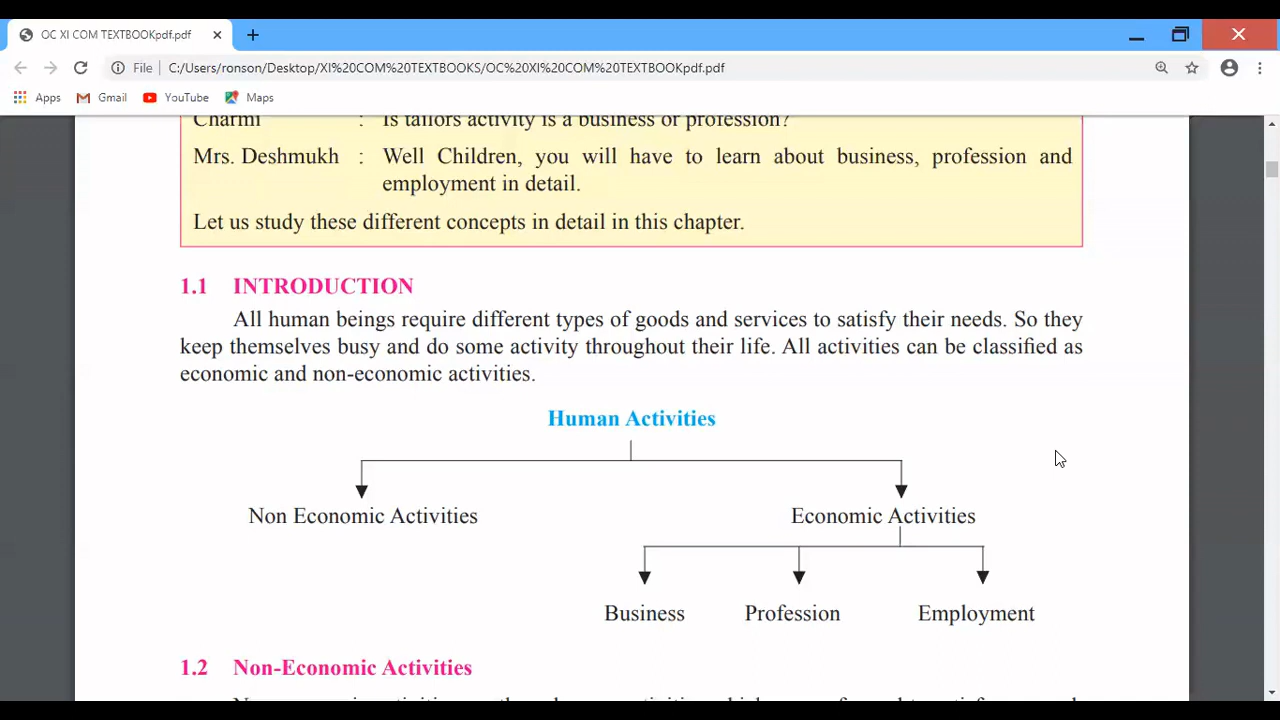 OC XI COM TEXTBOOKpdf.pdf
File C:/Users/ronson/Desktop/XI%20COM%20TEXTBOOKS/OC%20XI%20COM%20TEXTBOOKpdf.pdf
Apps Gmail YouTube Maps
Charmi : Is tailors activity is a business or profession?
Mrs. Deshmukh : Well Children, you will have to learn about business, profession and
employment in detail.
Let us study these different concepts in detail in this chapter.
1.1 INTRODUCTION
All human beings require different types of goods and services to satisfy their needs. So they
keep themselves busy and do some activity throughout their life. All activities can be classified as
economic and non-economic activities.
Human Activities
Non Economic Activities Economic Activities
Business Profession Employment
1.2 Non-Economic Activities